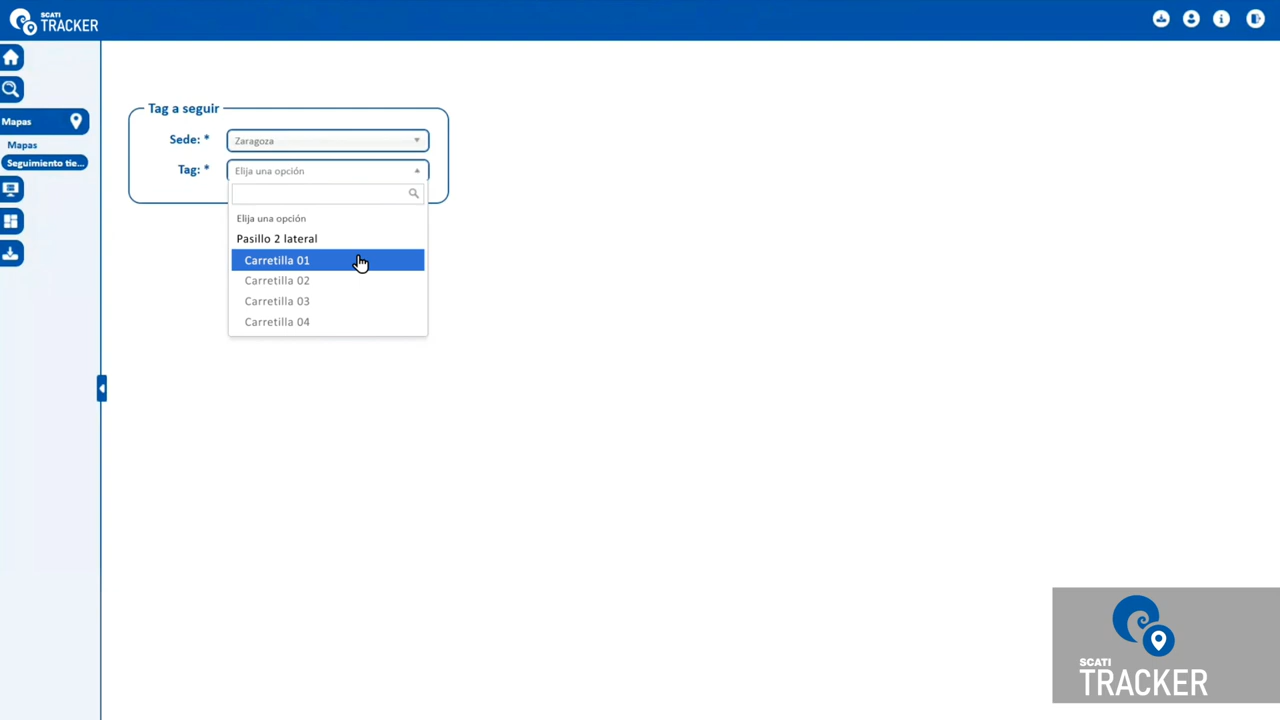 SCATI
TRACKER
Mapas
Mapas
Seguimiento tie...
Tag a seguir
Sede: *
Zaragoza
Tag: *
Elija una opción
Elija una opción
Pasillo 2 lateral
Carretilla 01
Carretilla 02
Carretilla 03
Carretilla 04
SCATI
TRACKER